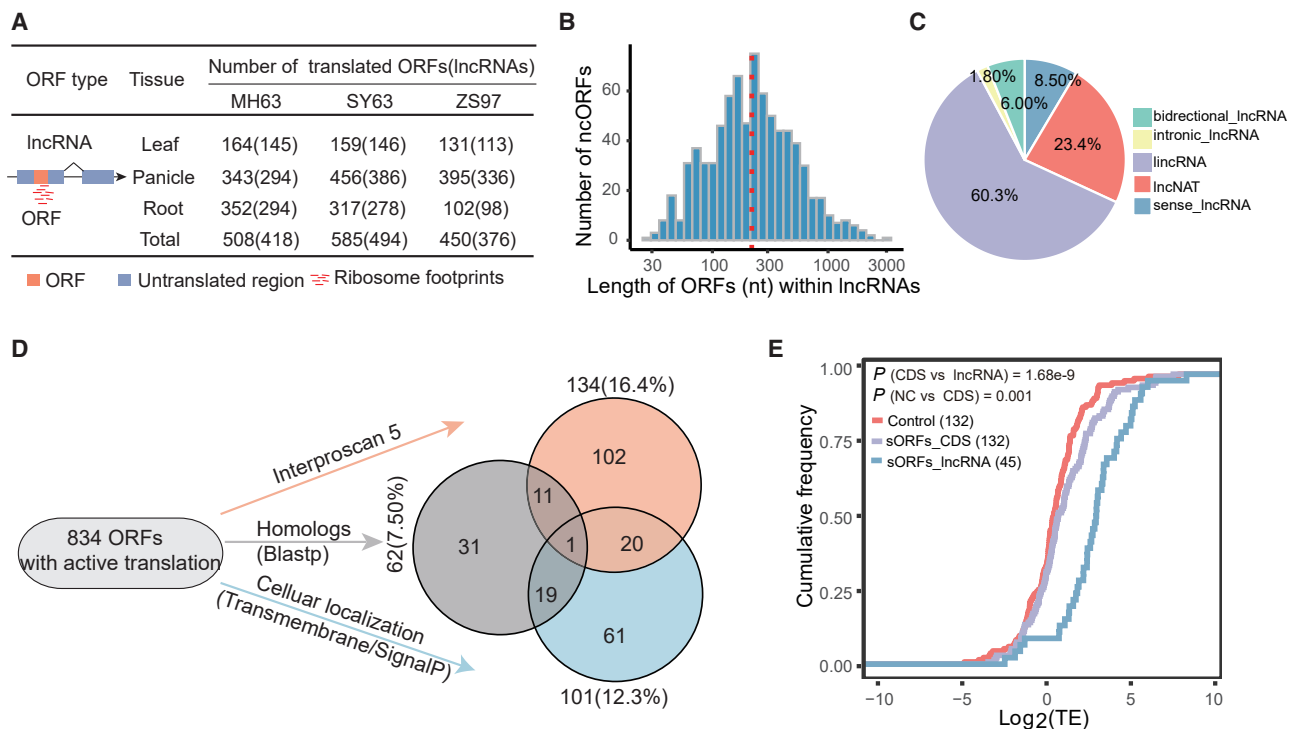 A
ORF type Tissue Number of translated ORFs(lncRNAs)
MH63 SY63 ZS97
lncRNA
ORF
Leaf 164(145) 159(146) 131(113)
Panicle 343(294) 456(386) 395(336)
Root 352(294) 317(278) 102(98)
Total 508(418) 585(494) 450(376)
ORF Untranslated region Ribosome footprints
B
Number of ncORFs
60
40
20
0
30 100 300 1000 3000
Length of ORFs (nt) within lncRNAs
C
1.80%
6.00%
8.50%
23.4%
60.3%
bidrectional_lncRNA
intronic_lncRNA
lincRNA
lncNAT
sense_lncRNA
D
834 ORFs
with active translation
Interproscan 5
Homologs
(Blastp)
Celluar localization
(Transmembrane/SignalP)
134(16.4%)
62(7.50%)
101(12.3%)
102
11
31
1
20
19
61
E
Cumulative frequency
1.00
0.75
0.50
0.25
0.00
P (CDS vs lncRNA) = 1.68e-9
P (NC vs CDS) = 0.001
Control (132)
sORFs_CDS (132)
sORFs_lncRNA (45)
−10 −5 0 5 10
Log2(TE)